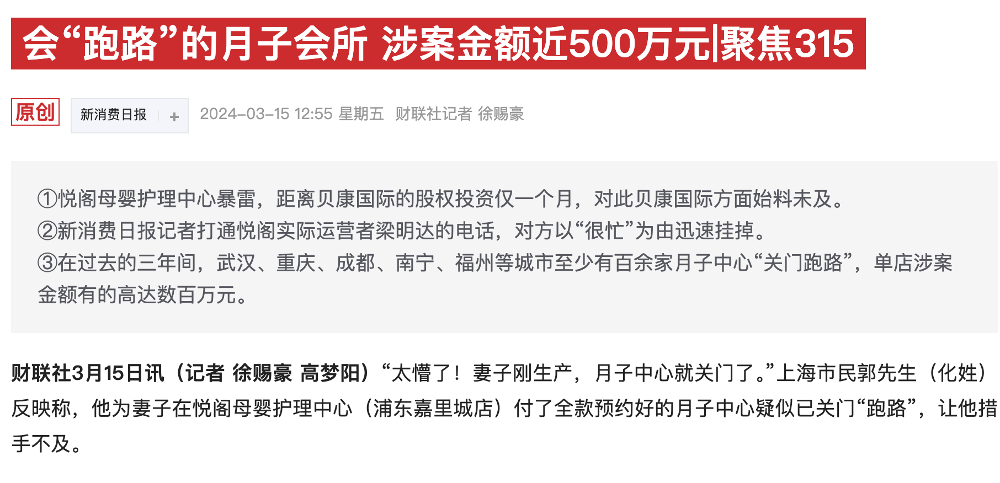 会“跑路”的月子会所 涉案金额近500万元|聚焦315
原创 新消费日报 + 2024-03-15 12:55 星期五 财联社记者 徐赐豪
①悦阁母婴护理中心暴雷，距离贝康国际的股权投资仅一个月，对此贝康国际方面始料未及。
②新消费日报记者打通悦阁实际运营者梁明达的电话，对方以“很忙”为由迅速挂掉。
③在过去的三年间，武汉、重庆、成都、南宁、福州等城市至少有百余家月子中心“关门跑路”，单店涉案
金额有的高达数百万元。
财联社3月15日讯（记者 徐赐豪 高梦阳）“太懵了！妻子刚生产，月子中心就关门了。”上海市民郭先生（化姓）
反映称，他为妻子在悦阁母婴护理中心（浦东嘉里城店）付了全款预约好的月子中心疑似已关门“跑路”，让他措
手不及。